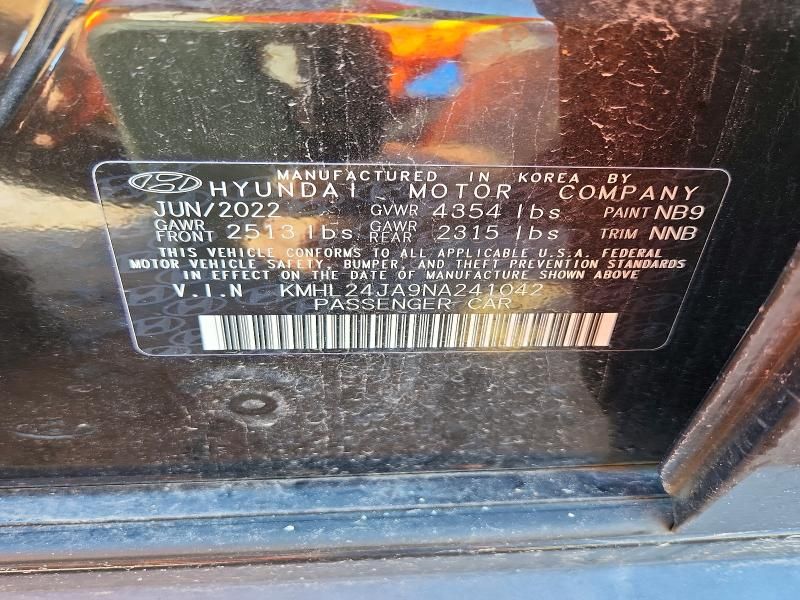 MANUFACTURED IN KOREA BY
HYUNDAI MOTOR COMPANY
JUN/2022 GVWR 4354 lbs PAINT NB9
GAWR FRONT 2513 lbs GAWR REAR 2315 lbs TRIM NNB
THIS VEHICLE CONFORMS TO ALL APPLICABLE U.S.A. FEDERAL
MOTOR VEHICLE SAFETY, BUMPER, AND THEFT PREVENTION STANDARDS
IN EFFECT ON THE DATE OF MANUFACTURE SHOWN ABOVE
V.I.N KMHL24JA9NA241042
PASSENGER CAR